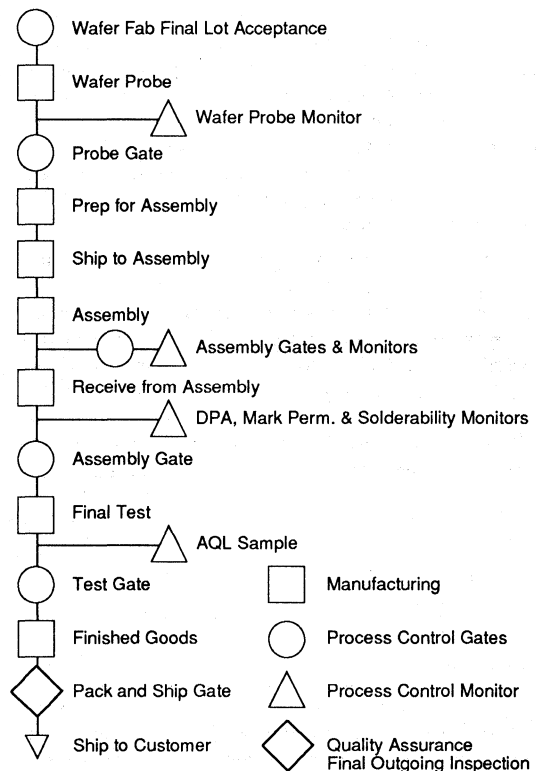 Wafer Fab Final Lot Acceptance
Wafer Probe
Wafer Probe Monitor
Probe Gate
Prep for Assembly
Ship to Assembly
Assembly
Assembly Gates & Monitors
Receive from Assembly
DPA, Mark Perm. & Solderability Monitors
Assembly Gate
Final Test
AQL Sample
Test Gate
Manufacturing
Finished Goods
Process Control Gates
Pack and Ship Gate
Process Control Monitor
Ship to Customer
Quality Assurance
Final Outgoing Inspection